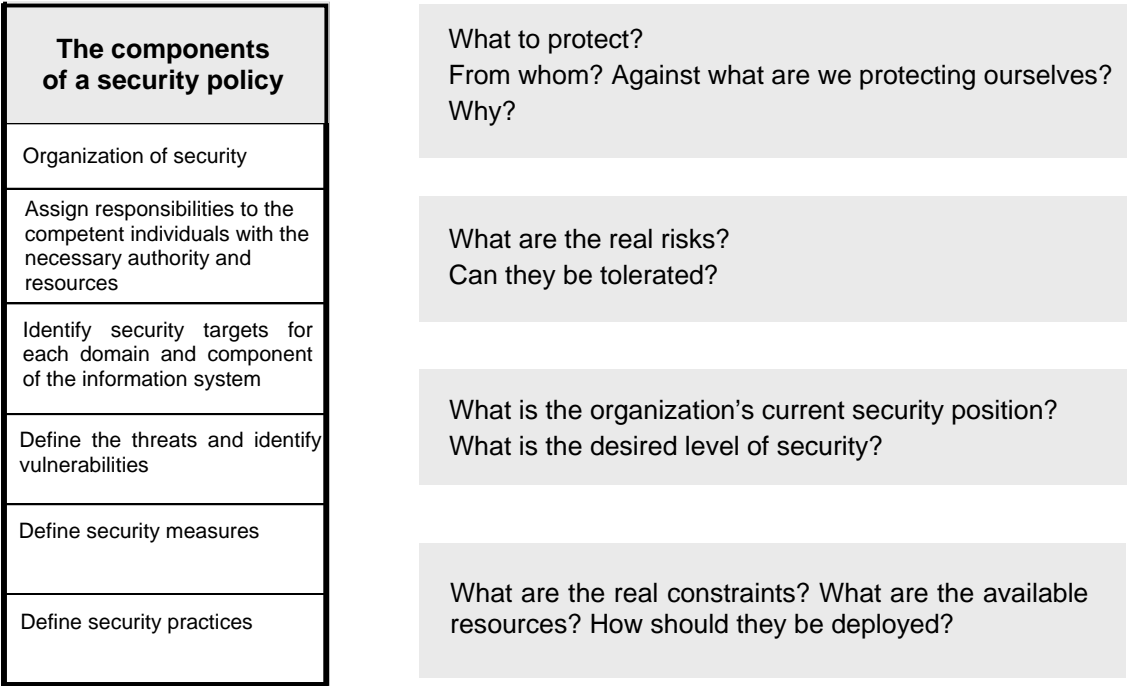 The components
of a security policy
Organization of security
Assign responsibilities to the
competent individuals with the
necessary authority and
resources
Identify security targets for
each domain and component
of the information system
Define the threats and identify
vulnerabilities
Define security measures
Define security practices
What to protect?
From whom? Against what are we protecting ourselves?
Why?
What are the real risks?
Can they be tolerated?
What is the organization’s current security position?
What is the desired level of security?
What are the real constraints? What are the available
resources? How should they be deployed?